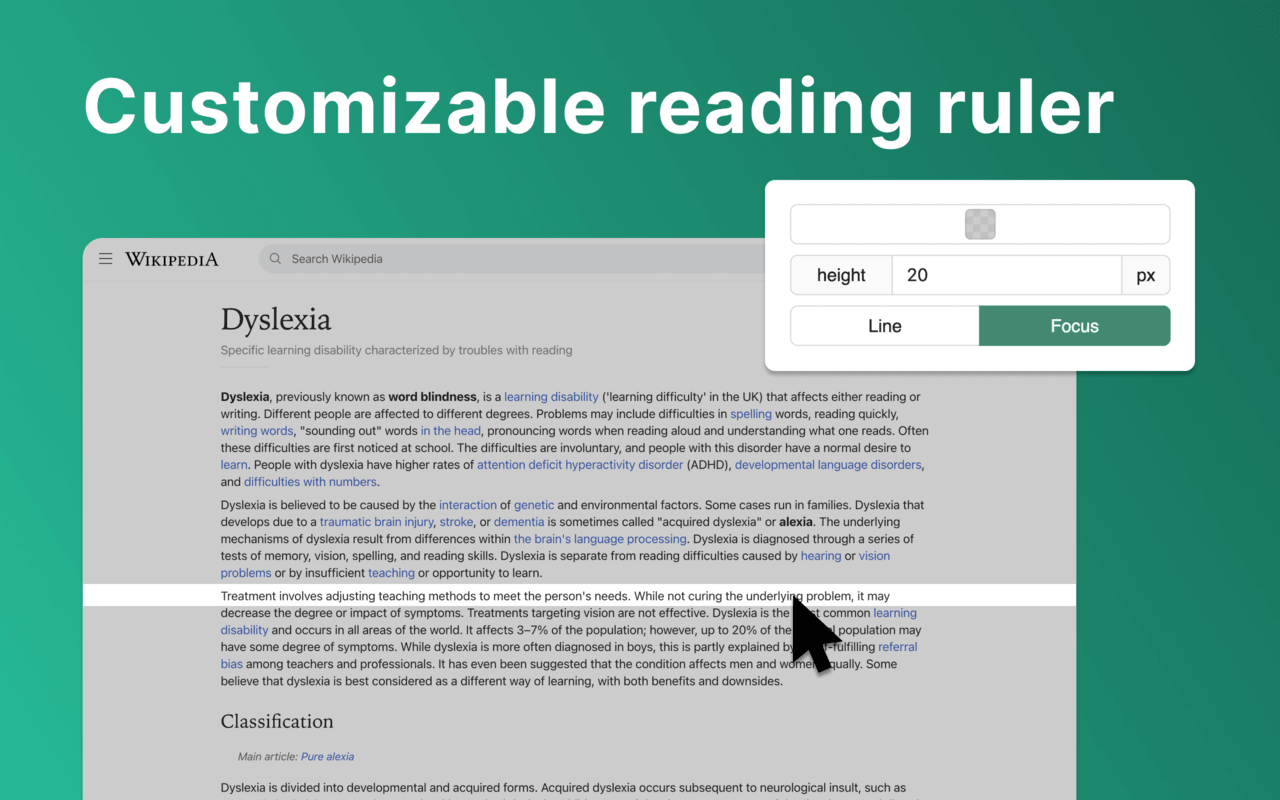 Customizable reading ruler
height 20 px
Line Focus
WIKIPEDIA Search Wikipedia
Dyslexia
Specific learning disability characterized by troubles with reading
Dyslexia, previously known as word blindness, is a learning disability ('learning difficulty' in the UK) that affects either reading or
writing. Different people are affected to different degrees. Problems may include difficulties in spelling words, reading quickly,
writing words, "sounding out" words in the head, pronouncing words when reading aloud and understanding what one reads. Often
these difficulties are first noticed at school. The difficulties are involuntary, and people with this disorder have a normal desire to
learn. People with dyslexia have higher rates of attention deficit hyperactivity disorder (ADHD), developmental language disorders,
and difficulties with numbers.
Dyslexia is believed to be caused by the interaction of genetic and environmental factors. Some cases run in families. Dyslexia that
develops due to a traumatic brain injury, stroke, or dementia is sometimes called "acquired dyslexia" or alexia. The underlying
mechanisms of dyslexia result from differences within the brain's language processing. Dyslexia is diagnosed through a series of
tests of memory, vision, spelling, and reading skills. Dyslexia is separate from reading difficulties caused by hearing or vision
problems or by insufficient teaching or opportunity to learn.
Treatment involves adjusting teaching methods to meet the person's needs. While not curing the underlying problem, it may
decrease the degree or impact of symptoms. Treatments targeting vision are not effective. Dyslexia is the common learning
disability and occurs in all areas of the world. It affects 3–7% of the population; however, up to 20% of the population may
have some degree of symptoms. While dyslexia is more often diagnosed in boys, this is partly explained by -fulfilling referral
bias among teachers and professionals. It has even been suggested that the condition affects men and women equally. Some
believe that dyslexia is best considered as a different way of learning, with both benefits and downsides.
Classification
Main article: Pure alexia
Dyslexia is divided into developmental and acquired forms. Acquired dyslexia occurs subsequent to neurological insult, such as